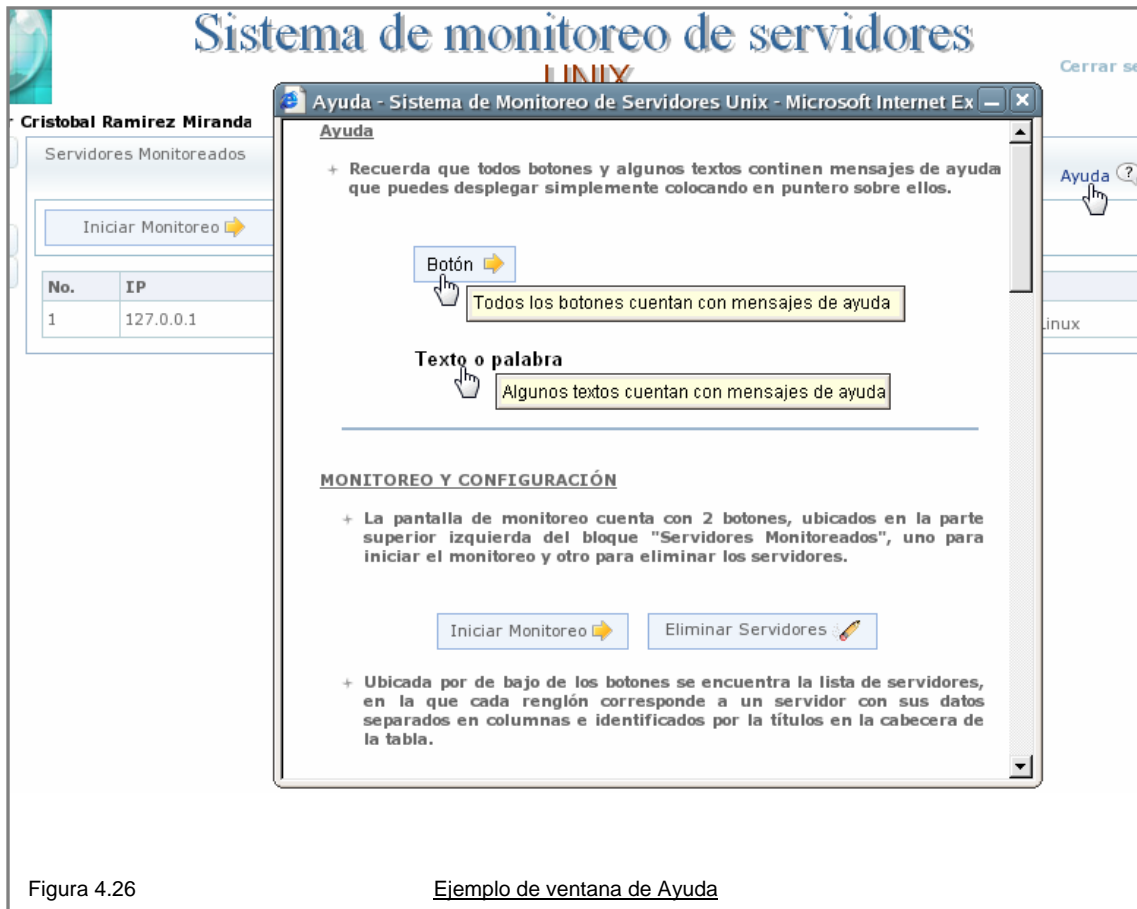 Sistema de monitoreo de servidores
UNIX
Cerrar se
Cristobal Ramirez Miranda
Servidores Monitoreados
Ayuda ?
Iniciar Monitoreo
No. IP
1 127.0.0.1
Linux
Ayuda - Sistema de Monitoreo de Servidores Unix - Microsoft Internet Ex
Ayuda
Recuerda que todos botones y algunos textos continen mensajes de ayuda
que puedes desplegar simplemente colocando en puntero sobre ellos.
Botón
Todos los botones cuentan con mensajes de ayuda
Texto o palabra
Algunos textos cuentan con mensajes de ayuda
MONITOREO Y CONFIGURACIÓN
La pantalla de monitoreo cuenta con 2 botones, ubicados en la parte
superior izquierda del bloque "Servidores Monitoreados", uno para
iniciar el monitoreo y otro para eliminar los servidores.
Iniciar Monitoreo Eliminar Servidores
Ubicada por de bajo de los botones se encuentra la lista de servidores,
en la que cada renglón corresponde a un servidor con sus datos
separados en columnas e identificados por la títulos en la cabecera de
la tabla.
Figura 4.26 Ejemplo de ventana de Ayuda